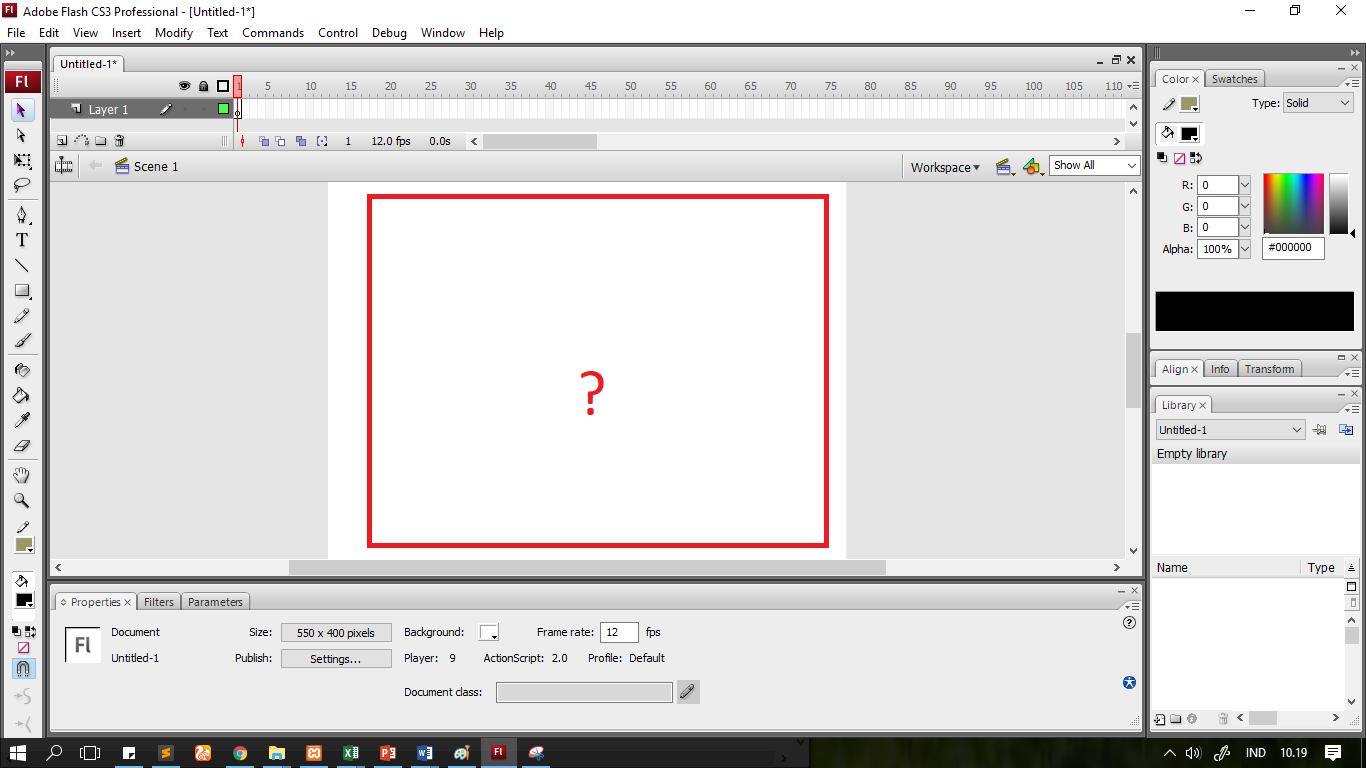 Adobe Flash CS3 Professional - [Untitled-1*]
File Edit View Insert Modify Text Commands Control Debug Window Help
Untitled-1*
1 5 10 15 20 25 30 35 40 45 50 55 60 65 70 75 80 85 90 95 100 105 110
Layer 1
1 12.0 fps 0.0s
Scene 1
Workspace
Show All
?
Fl
T
Color
Swatches
Type: Solid
R: 0
G: 0
B: 0
Alpha: 100%
#000000
Align
Info
Transform
Library
Untitled-1
Empty library
Name Type
Properties
Filters
Parameters
Fl
Document
Untitled-1
Size: 550 x 400 pixels
Publish: Settings...
Background:
Frame rate: 12 fps
Player: 9 ActionScript: 2.0 Profile: Default
Document class:
IND 10.19